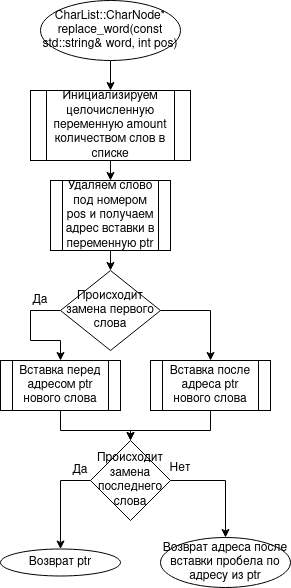 CharList::CharNode*
replace_word(const
std::string& word, int pos)
Инициализируем
целочисленную
переменную amount
количеством слов в
списке
Удаляем слово
под номером
pos и получаем
адрес вставки в
переменную ptr
Происходит
замена первого
слова
Да
Вставка перед
адресом ptr
нового слова
Вставка после
адреса ptr
нового слова
Происходит
замена
последнего
слова
Да
Нет
Возврат ptr
Возврат адреса после
вставки пробела по
адресу из ptr